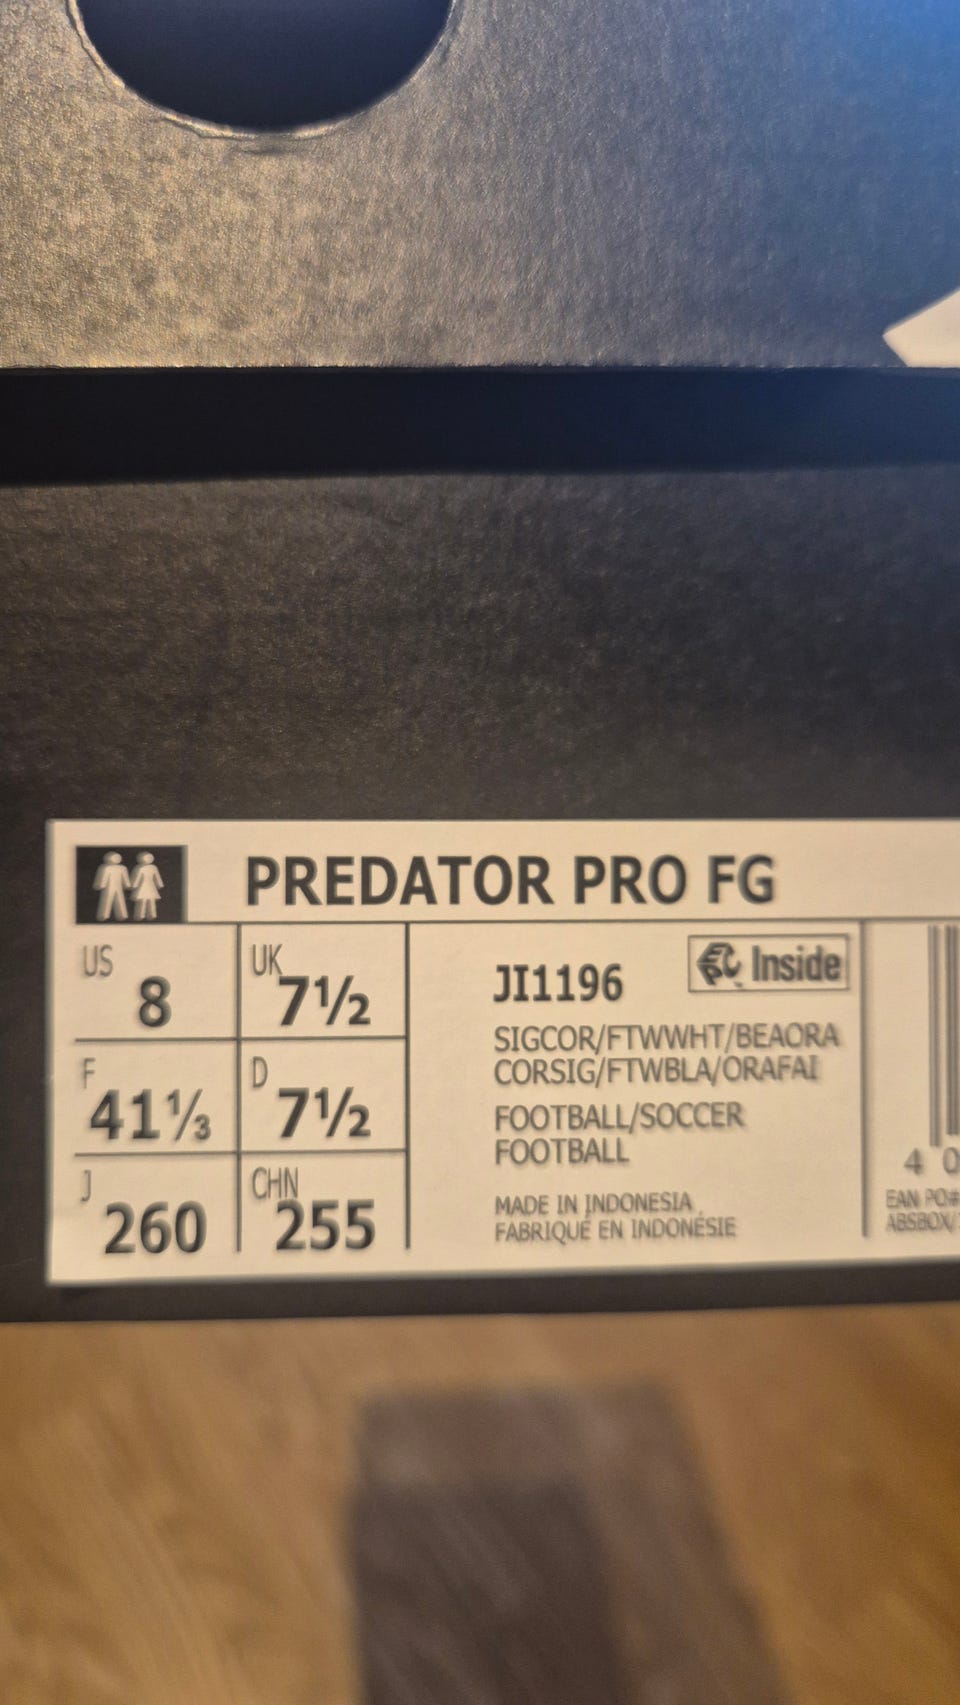 PREDATOR PRO FG
US 8
UK 7½
F 41⅓
D 7½
J 260
CHN 255
JI1196
Inside
SIGCOR/FTWWHT/BEAORA
CORSIG/FTWBLA/ORAFAI
FOOTBALL/SOCCER
FOOTBALL
MADE IN INDONESIA
FABRIQUÉ EN INDONÉSIE
4 0
EAN PO#
ABSBOX/